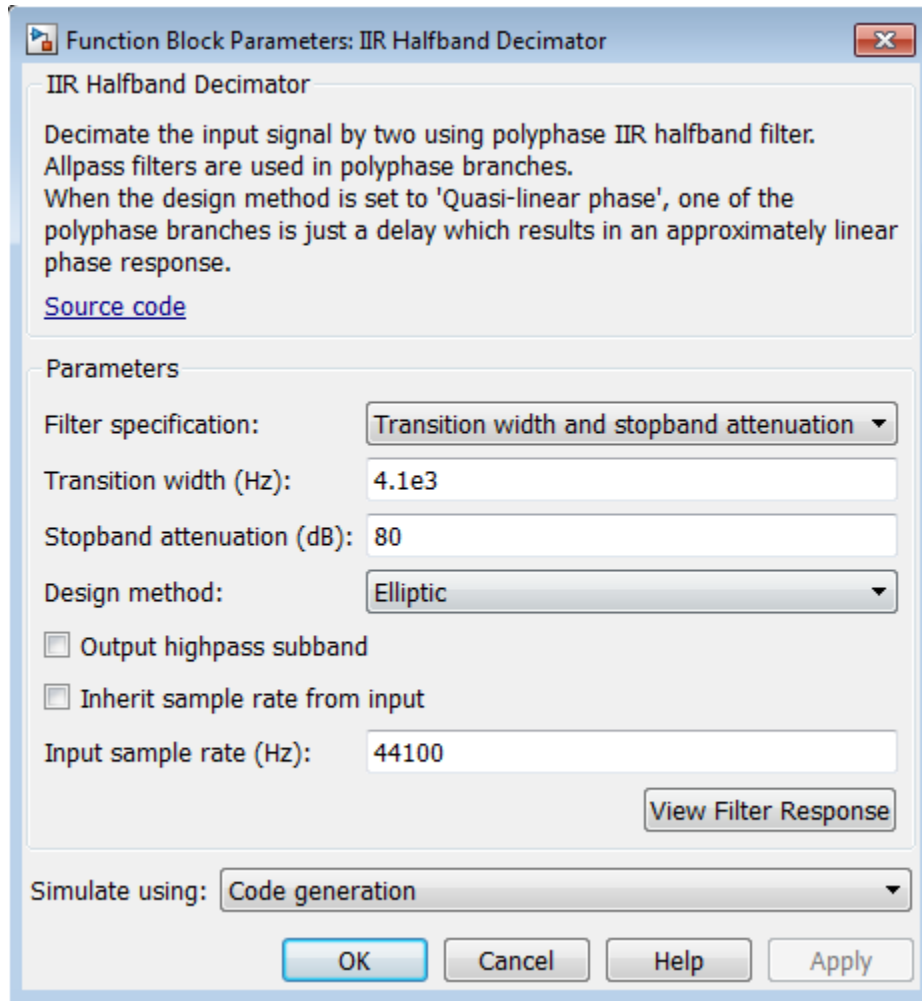 Function Block Parameters: IIR Halfband Decimator
IIR Halfband Decimator
Decimate the input signal by two using polyphase IIR halfband filter.
Allpass filters are used in polyphase branches.
When the design method is set to 'Quasi-linear phase', one of the
polyphase branches is just a delay which results in an approximately linear
phase response.
Source code
Parameters
Filter specification: Transition width and stopband attenuation
Transition width (Hz): 4.1e3
Stopband attenuation (dB): 80
Design method: Elliptic
Output highpass subband
Inherit sample rate from input
Input sample rate (Hz): 44100
View Filter Response
Simulate using: Code generation
OK Cancel Help Apply